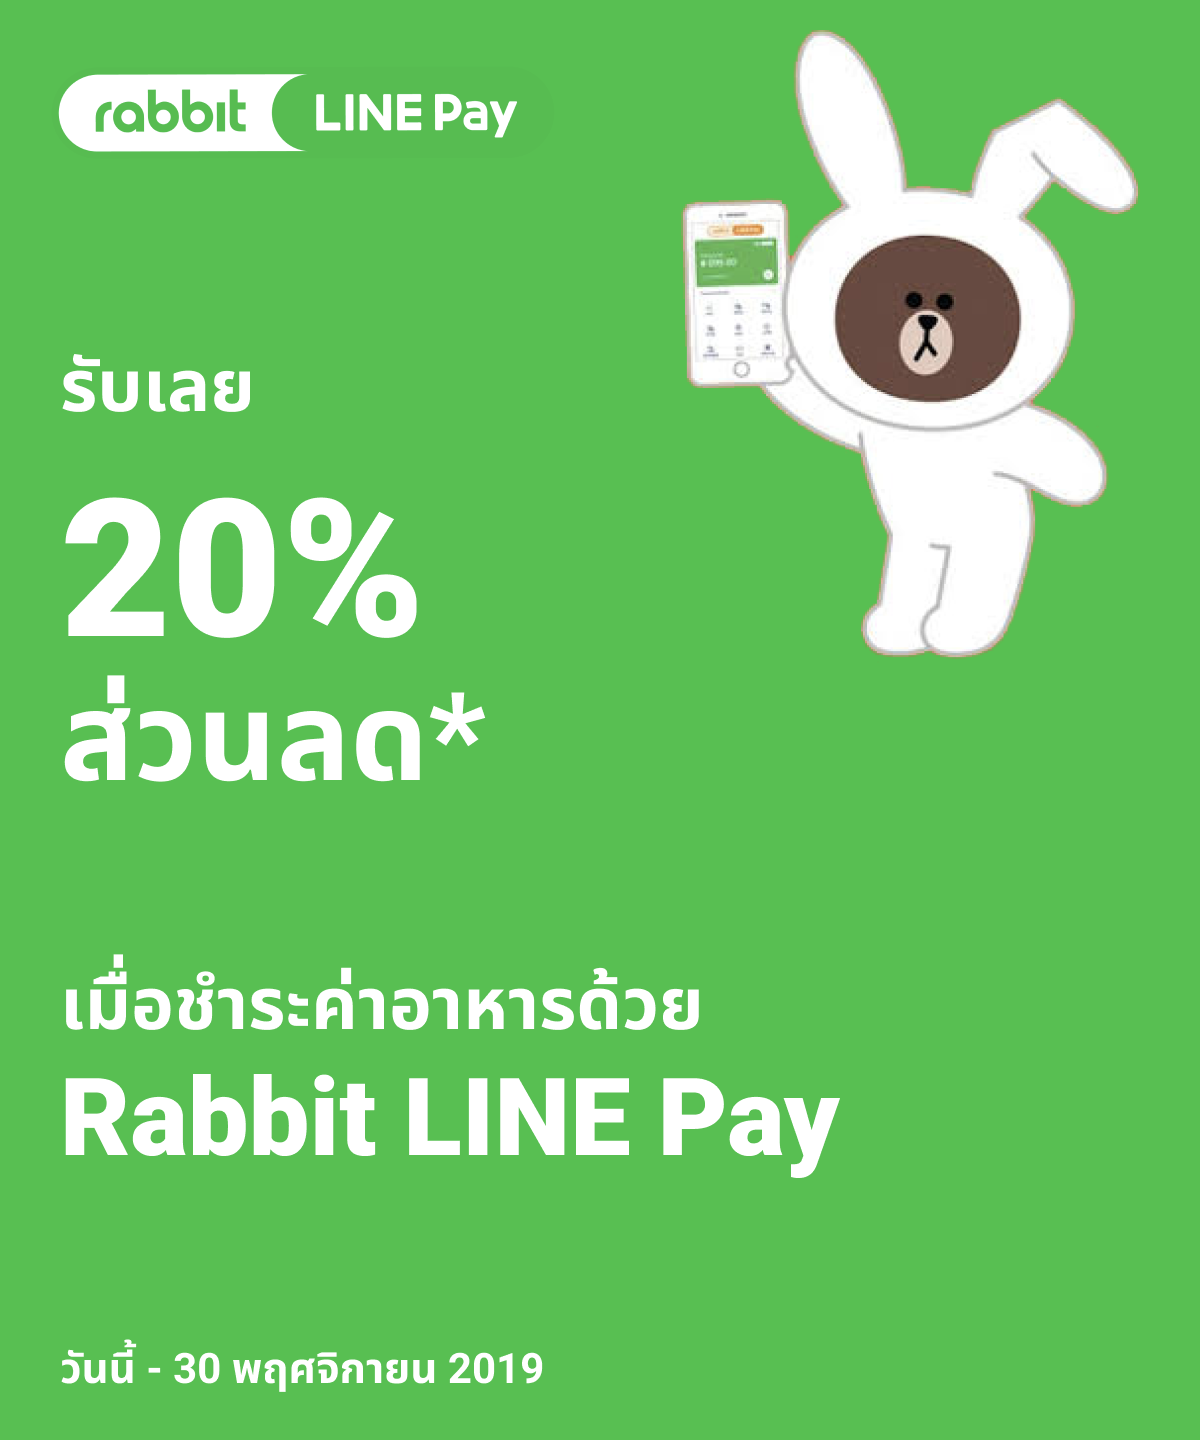 rabbit LINE Pay
รับเลย
20%
ส่วนลด*
เมื่อชำระค่าอาหารด้วย
Rabbit LINE Pay
วันนี้ - 30 พฤศจิกายน 2019